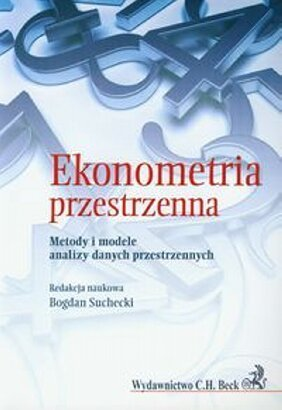 Ekonometria
przestrzenna
Metody i modele
analizy danych przestrzennych
Redakcja naukowa
Bogdan Suchecki
Wydawnictwo C.H. Beck